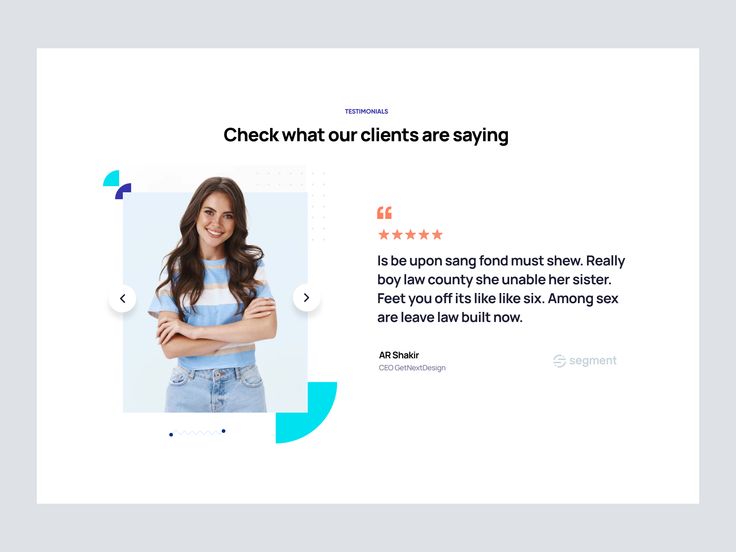 TESTIMONIALS
Check what our clients are saying
Is be upon sang fond must shew. Really
boy law county she unable her sister.
Feet you off its like like six. Among sex
are leave law built now.
AR Shakir
CEO GetNextDesign
segment